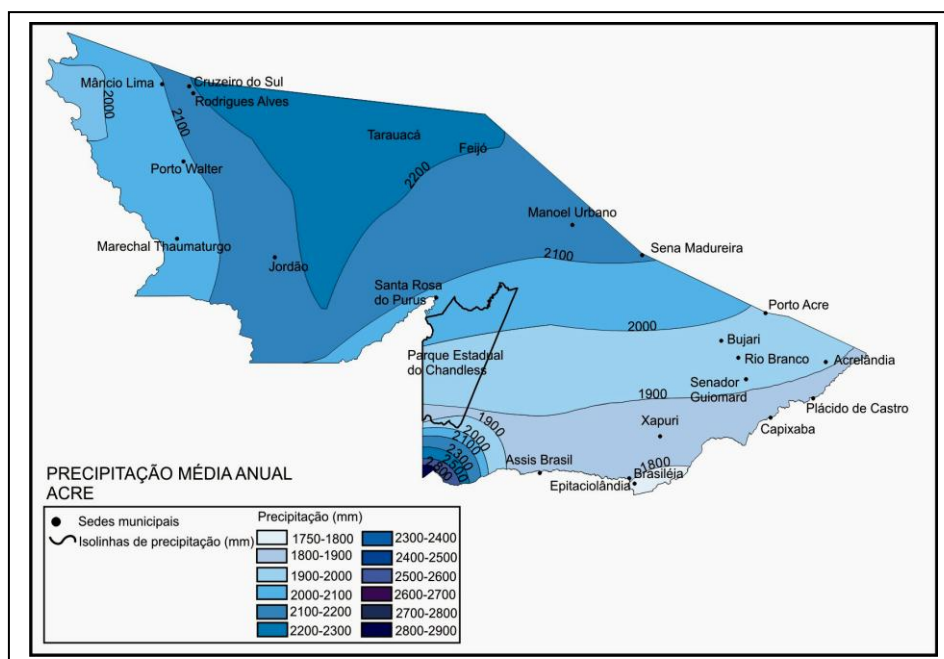 Mâncio Lima
Cruzeiro do Sul
Rodrigues Alves
2000
2100
Tarauacá
Feijó
2200
Porto Walter
Manoel Urbano
Marechal Thaumaturgo
Jordão
2100
Sena Madureira
Santa Rosa
do Purus
Porto Acre
2000
Bujari
Parque Estadual
do Chandless
Rio Branco
Acrelândia
Senador
Guiomard
1900
Plácido de Castro
1900
Xapuri
Capixaba
2000
2100
2300
2500
2800
Assis Brasil
1800
Brasiléia
Epitaciolândia
PRECIPITAÇÃO MÉDIA ANUAL
ACRE
Sedes municipais
Isolinhas de precipitação (mm)
Precipitação (mm)
1750-1800
1800-1900
1900-2000
2000-2100
2100-2200
2200-2300
2300-2400
2400-2500
2500-2600
2600-2700
2700-2800
2800-2900